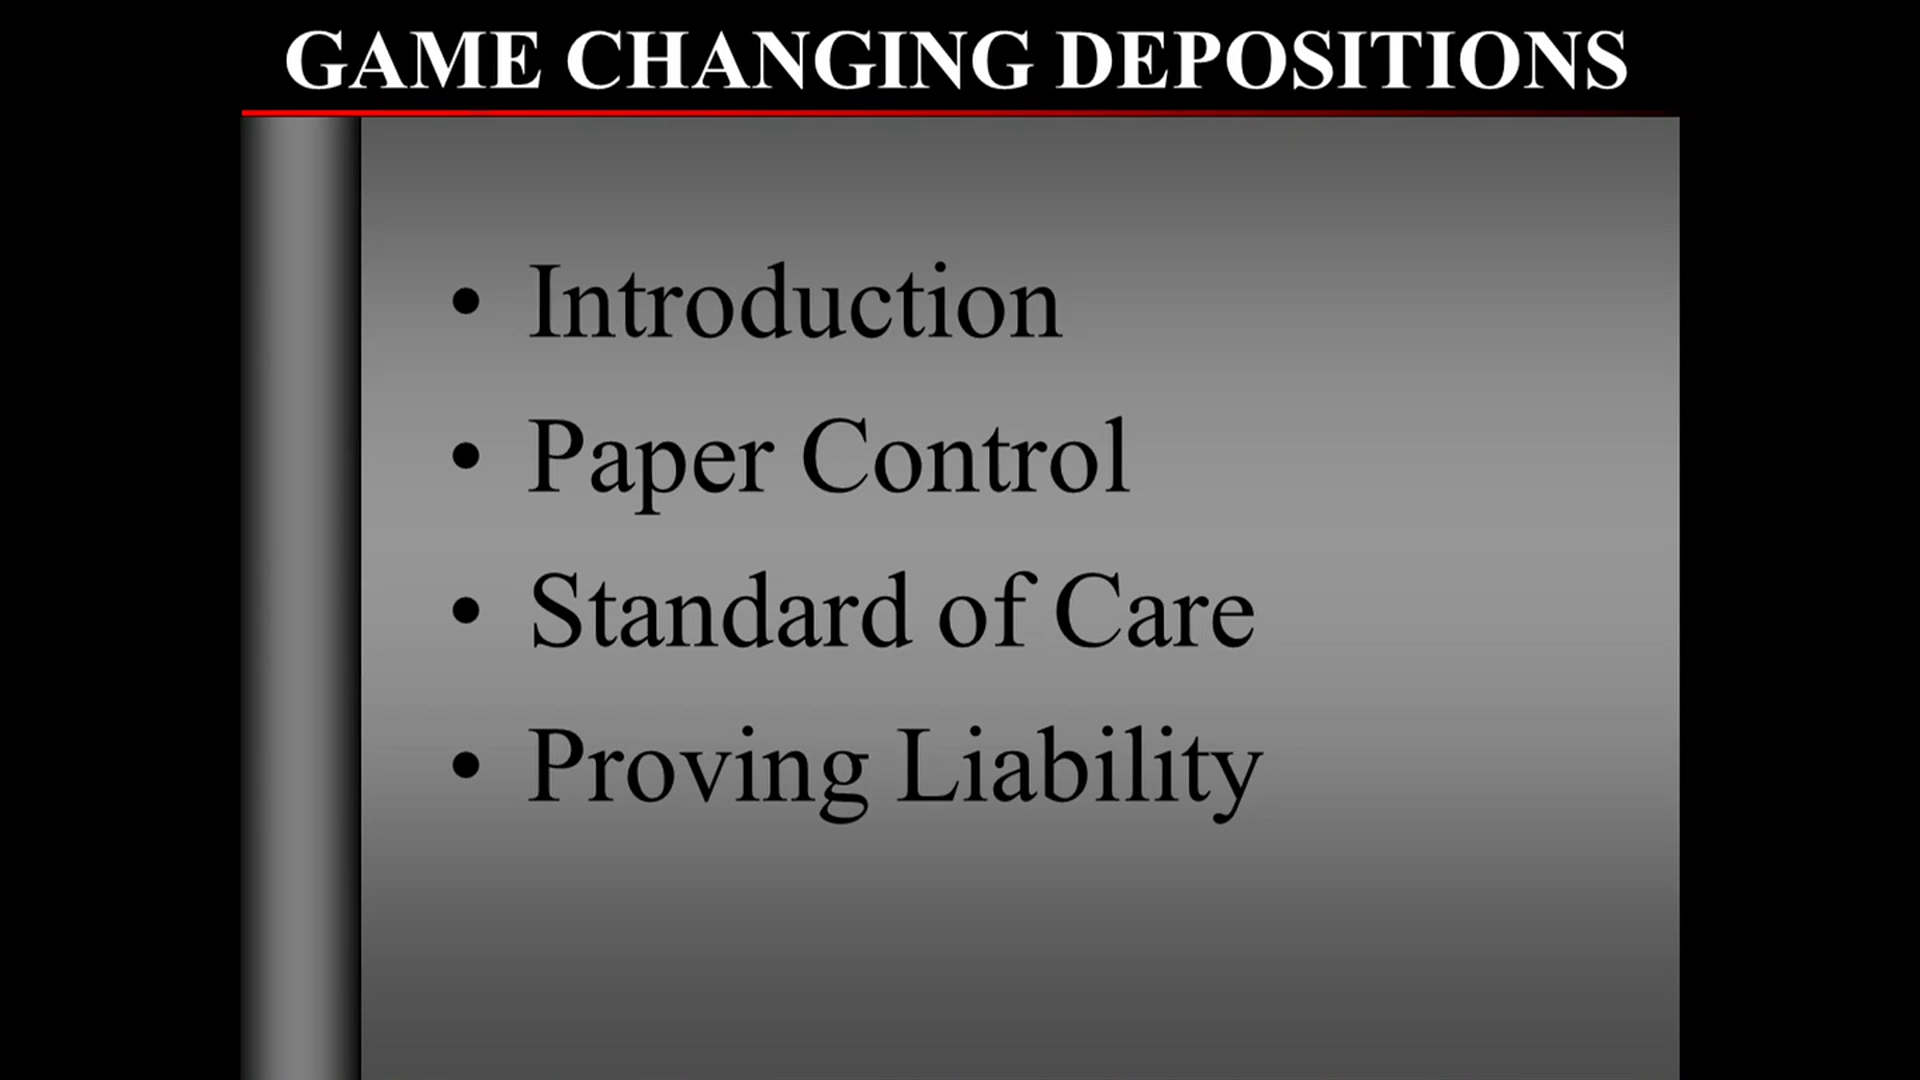 GAME CHANGING DEPOSITIONS
• Introduction
• Paper Control
• Standard of Care
• Proving Liability